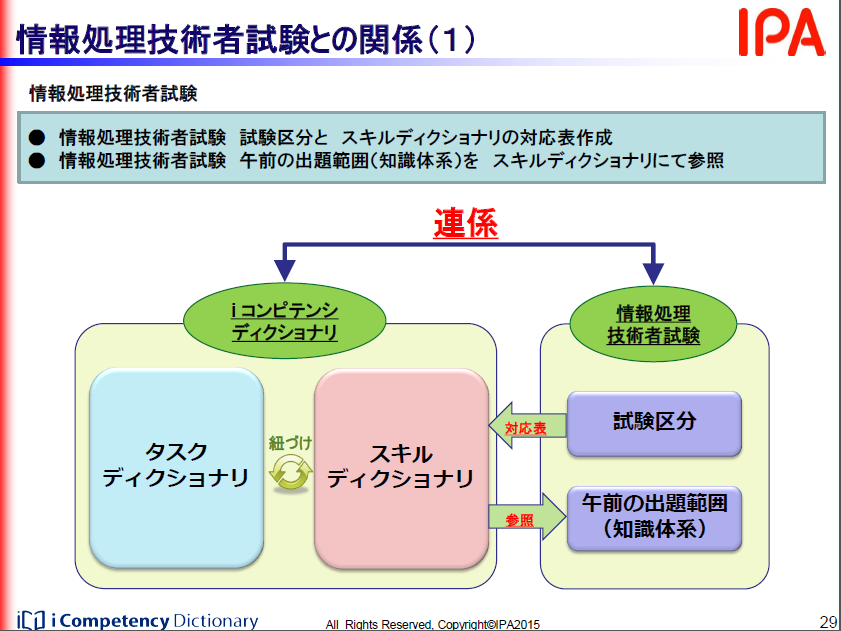 情報処理技術者試験との関係(1)
IPA
情報処理技術者試験
● 情報処理技術者試験 試験区分と スキルディクショナリの対応表作成
● 情報処理技術者試験 午前の出題範囲(知識体系)を スキルディクショナリにて参照
連係
i コンピテンシ
ディクショナリ
情報処理
技術者試験
タスク
ディクショナリ
紐づけ
スキル
ディクショナリ
対応表
試験区分
参照
午前の出題範囲
(知識体系)
i Competency Dictionary
All Rights Reserved, Copyright©IPA2015
29